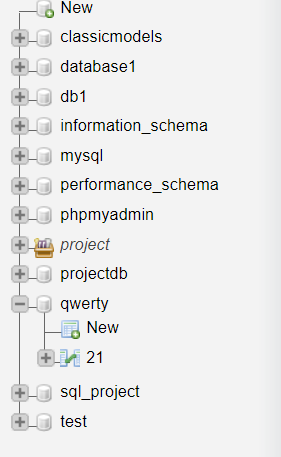 New
classicmodels
database1
db1
information_schema
mysql
performance_schema
phpmyadmin
project
projectdb
qwerty
New
21
sql_project
test